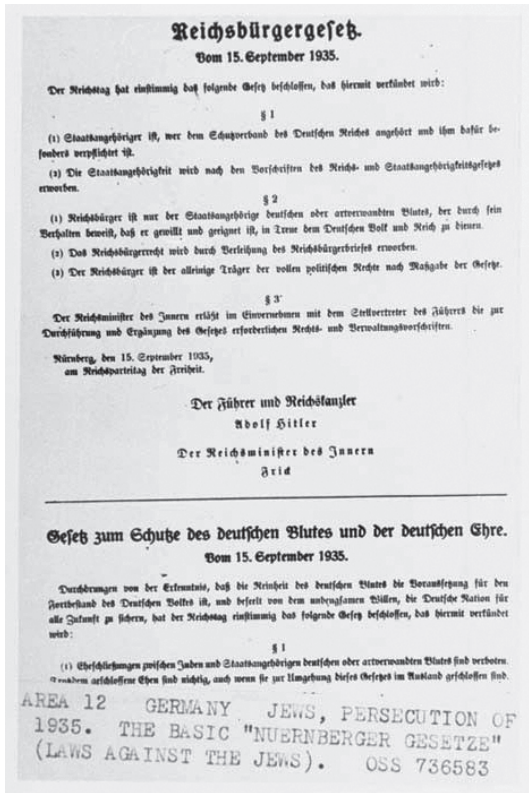 Reichsbürgergesetz.
Vom 15. September 1935.
Der Reichstag hat einstimmig das folgende Gesetz beschlossen, das hiermit verkündet wird:
§ 1
(1) Staatsangehöriger ist, wer dem Schutzverband des Deutschen Reiches angehört und ihm dafür be-
sonders verpflichtet ist.
(2) Die Staatsangehörigkeit wird nach den Vorschriften des Reichs- und Staatsangehörigkeitsgesetzes
erworben.
§ 2
(1) Reichsbürger ist nur der Staatsangehörige deutschen oder artverwandten Blutes, der durch sein
Verhalten beweist, daß er gewillt und geeignet ist, in Treue dem Deutschen Volk und Reich zu dienen.
(2) Das Reichsbürgerrecht wird durch Verleihung des Reichsbürgerbriefes erworben.
(3) Der Reichsbürger ist der alleinige Träger der vollen politischen Rechte nach Maßgabe der Gesetze.
§ 3
Der Reichsminister des Innern erläßt im Einvernehmen mit dem Stellvertreter des Führers die zur
Durchführung und Ergänzung des Gesetzes erforderlichen Rechts- und Verwaltungsvorschriften.
Nürnberg, den 15. September 1935,
am Reichsparteitag der Freiheit.
Der Führer und Reichskanzler
Adolf Hitler
Der Reichsminister des Innern
Frick
Gesetz zum Schutze des deutschen Blutes und der deutschen Ehre.
Vom 15. September 1935.
Durchdrungen von der Erkenntnis, daß die Reinheit des deutschen Blutes die Voraussetzung für den
Fortbestand des Deutschen Volkes ist, und beseelt von dem unbeugsamen Willen, die Deutsche Nation für
alle Zukunft zu sichern, hat der Reichstag einstimmig das folgende Gesetz beschlossen, das hiermit verkündet
wird:
§ 1
(1) Eheschließungen zwischen Juden und Staatsangehörigen deutschen oder artverwandten Blutes sind verboten.
Trotzdem geschlossene Ehen sind nichtig, auch wenn sie zur Umgehung dieses Gesetzes im Ausland geschlossen sind.
AREA 12 GERMANY JEWS, PERSECUTION OF
1935. THE BASIC "NUERNBERGER GESETZE"
(LAWS AGAINST THE JEWS). OSS 736583